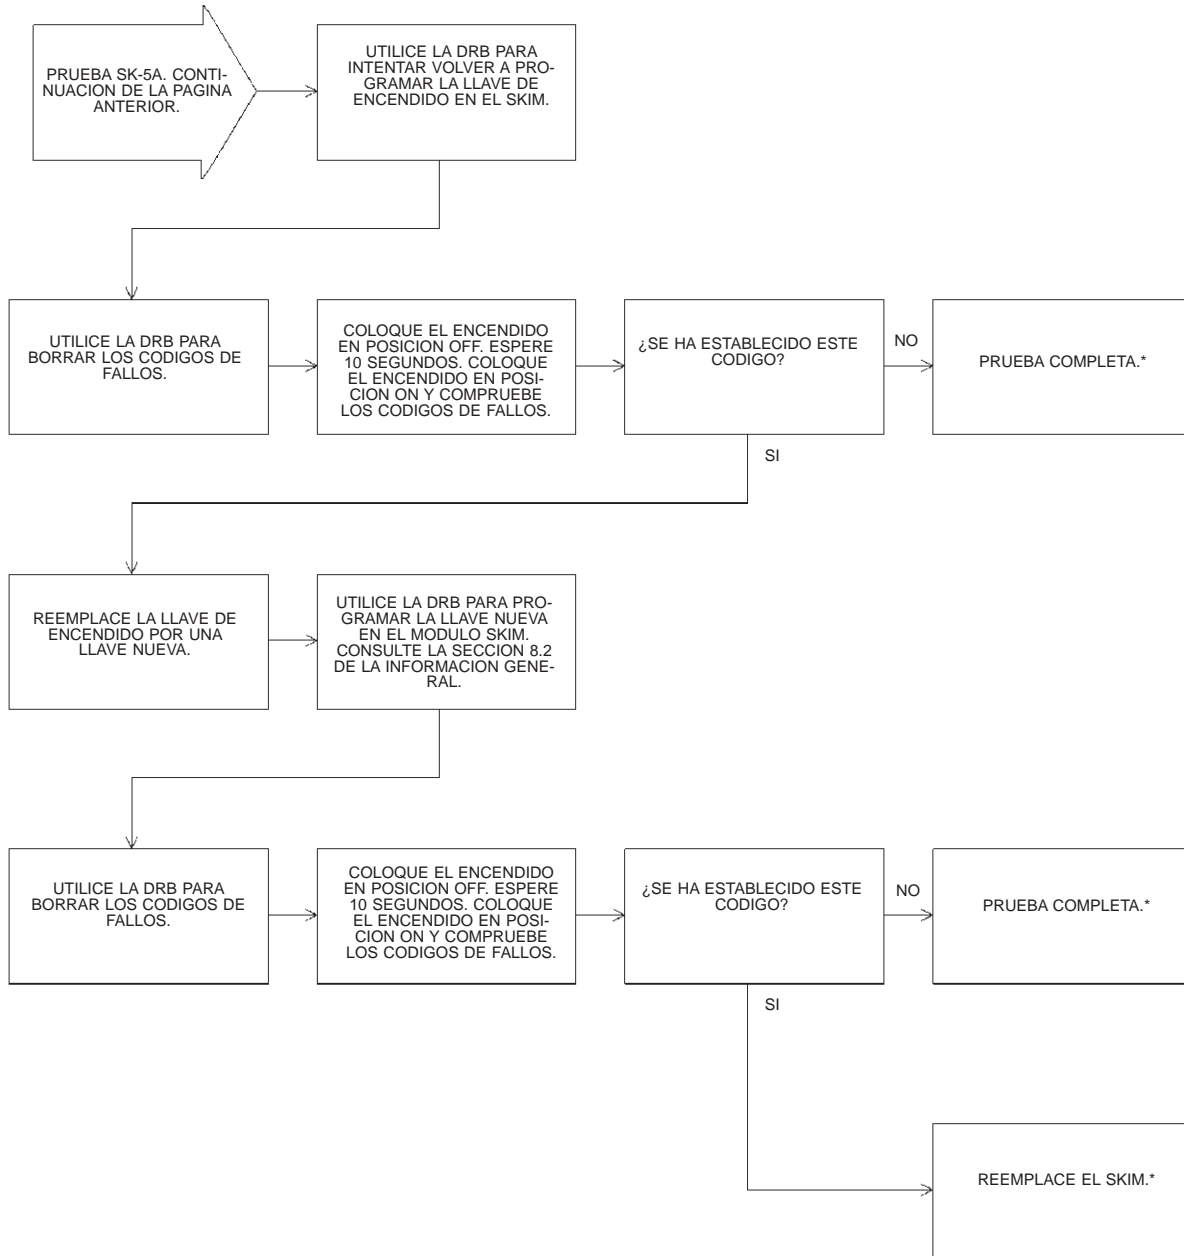 PRUEBA SK-5A. CONTI-
NUACION DE LA PAGINA
ANTERIOR.
UTILICE LA DRB PARA
INTENTAR VOLVER A PRO-
GRAMAR LA LLAVE DE
ENCENDIDO EN EL SKIM.
UTILICE LA DRB PARA
BORRAR LOS CODIGOS DE
FALLOS.
COLOQUE EL ENCENDIDO
EN POSICION OFF. ESPERE
10 SEGUNDOS. COLOQUE
EL ENCENDIDO EN POSI-
CION ON Y COMPRUEBE
LOS CODIGOS DE FALLOS.
¿SE HA ESTABLECIDO ESTE
CODIGO?
NO
PRUEBA COMPLETA.*
SI
REEMPLACE LA LLAVE DE
ENCENDIDO POR UNA
LLAVE NUEVA.
UTILICE LA DRB PARA PRO-
GRAMAR LA LLAVE NUEVA
EN EL MODULO SKIM.
CONSULTE LA SECCION 8.2
DE LA INFORMACION GENE-
RAL.
UTILICE LA DRB PARA
BORRAR LOS CODIGOS DE
FALLOS.
COLOQUE EL ENCENDIDO
EN POSICION OFF. ESPERE
10 SEGUNDOS. COLOQUE
EL ENCENDIDO EN POSI-
CION ON Y COMPRUEBE
LOS CODIGOS DE FALLOS.
¿SE HA ESTABLECIDO ESTE
CODIGO?
NO
PRUEBA COMPLETA.*
SI
REEMPLACE EL SKIM.*